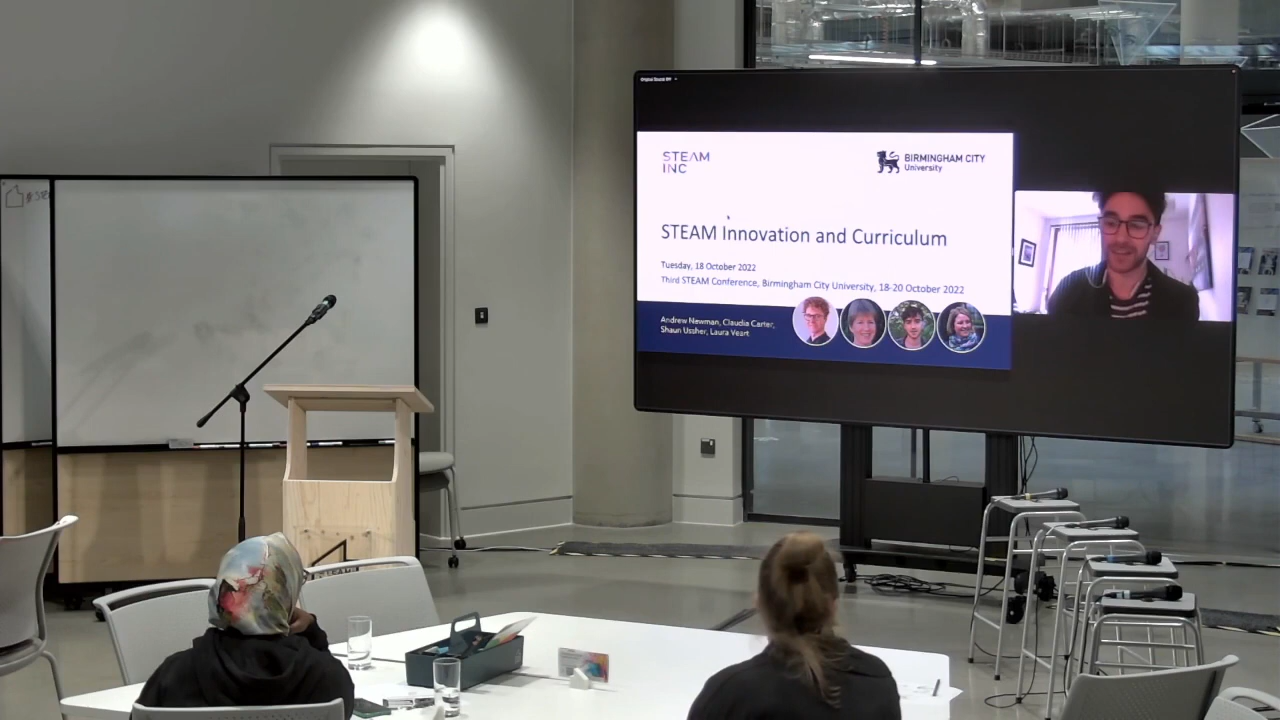 STEAM
INC
BIRMINGHAM CITY
University
STEAM Innovation and Curriculum
Tuesday, 18 October 2022
Third STEAM Conference, Birmingham City University, 18-20 October 2022
Andrew Newman, Claudia Carter,
Shaun Ussher, Laura Veart